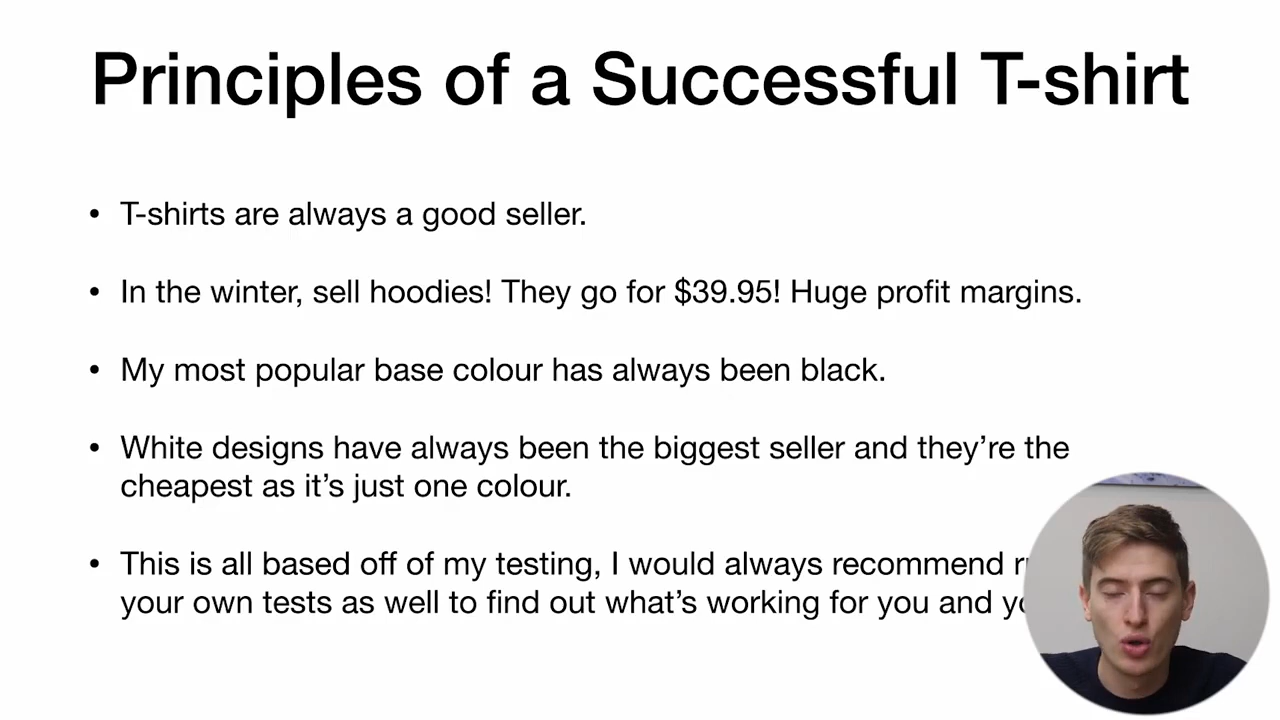 Principles of a Successful T-shirt
• T-shirts are always a good seller.
• In the winter, sell hoodies! They go for $39.95! Huge profit margins.
• My most popular base colour has always been black.
• White designs have always been the biggest seller and they’re the
cheapest as it’s just one colour.
• This is all based off of my testing, I would always recommend
your own tests as well to find out what’s working for you and